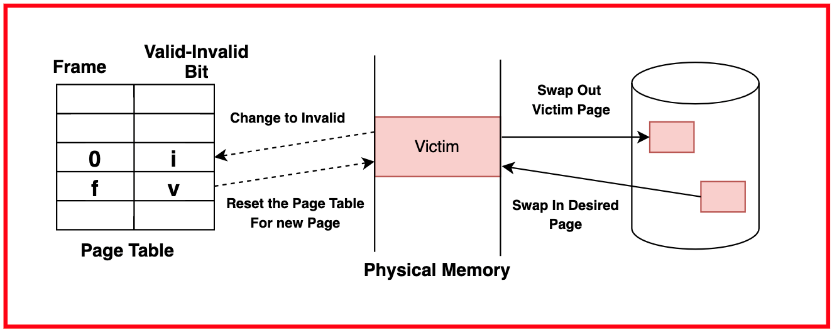 Frame
Valid-Invalid
Bit
0 i
f v
Page Table
Change to Invalid
Reset the Page Table
For new Page
Victim
Physical Memory
Swap Out
Victim Page
Swap In Desired
Page